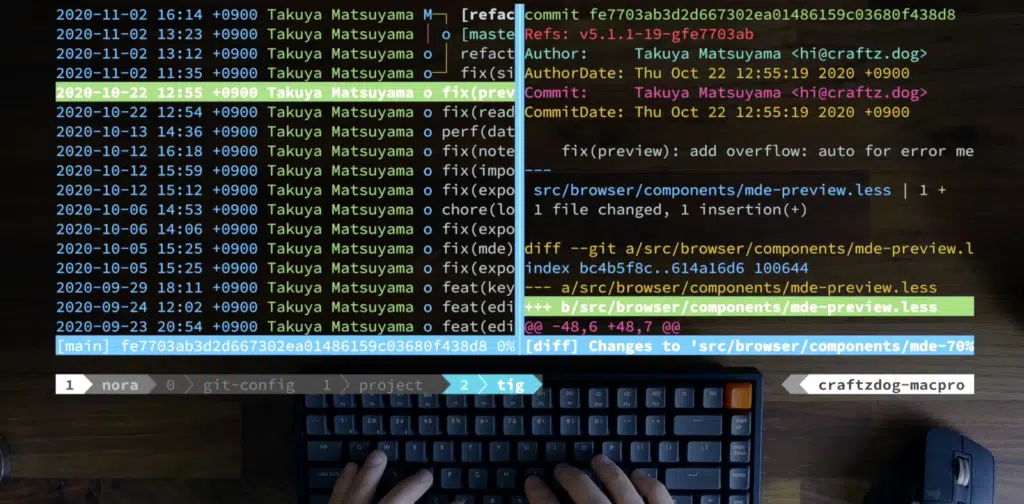 2020-11-02 16:14 +0900 Takuya Matsuyama M─┐ [refac
2020-11-02 13:23 +0900 Takuya Matsuyama │ o [maste
2020-11-02 13:12 +0900 Takuya Matsuyama o │ refact
2020-11-02 11:35 +0900 Takuya Matsuyama o─┘ fix(si
2020-10-22 12:55 +0900 Takuya Matsuyama o fix(prev
2020-10-22 12:54 +0900 Takuya Matsuyama o fix(read
2020-10-13 14:36 +0900 Takuya Matsuyama o perf(dat
2020-10-12 16:18 +0900 Takuya Matsuyama o fix(note
2020-10-12 15:59 +0900 Takuya Matsuyama o fix(impo
2020-10-12 15:12 +0900 Takuya Matsuyama o fix(expo
2020-10-06 14:53 +0900 Takuya Matsuyama o chore(lo
2020-10-06 14:06 +0900 Takuya Matsuyama o fix(expo
2020-10-05 15:25 +0900 Takuya Matsuyama o fix(mde)
2020-10-05 15:25 +0900 Takuya Matsuyama o fix(expo
2020-09-29 18:11 +0900 Takuya Matsuyama o feat(key
2020-09-24 12:02 +0900 Takuya Matsuyama o feat(edi
2020-09-23 20:54 +0900 Takuya Matsuyama o feat(edi
[main] fe7703ab3d2d667302ea01486159c03680f438d8 0%
commit fe7703ab3d2d667302ea01486159c03680f438d8
Refs: v5.1.1-19-gfe7703ab
Author: Takuya Matsuyama <hi@craftz.dog>
AuthorDate: Thu Oct 22 12:55:19 2020 +0900
Commit: Takuya Matsuyama <hi@craftz.dog>
CommitDate: Thu Oct 22 12:55:19 2020 +0900
fix(preview): add overflow: auto for error me
---
src/browser/components/mde-preview.less | 1 +
1 file changed, 1 insertion(+)
diff --git a/src/browser/components/mde-preview.l
index bc4b5f8c..614a16d6 100644
--- a/src/browser/components/mde-preview.less
+++ b/src/browser/components/mde-preview.less
@@ -48,6 +48,7 @@
[diff] Changes to 'src/browser/components/mde-70%
1 nora 0 git-config 1 project 2 tig
craftzdog-macpro